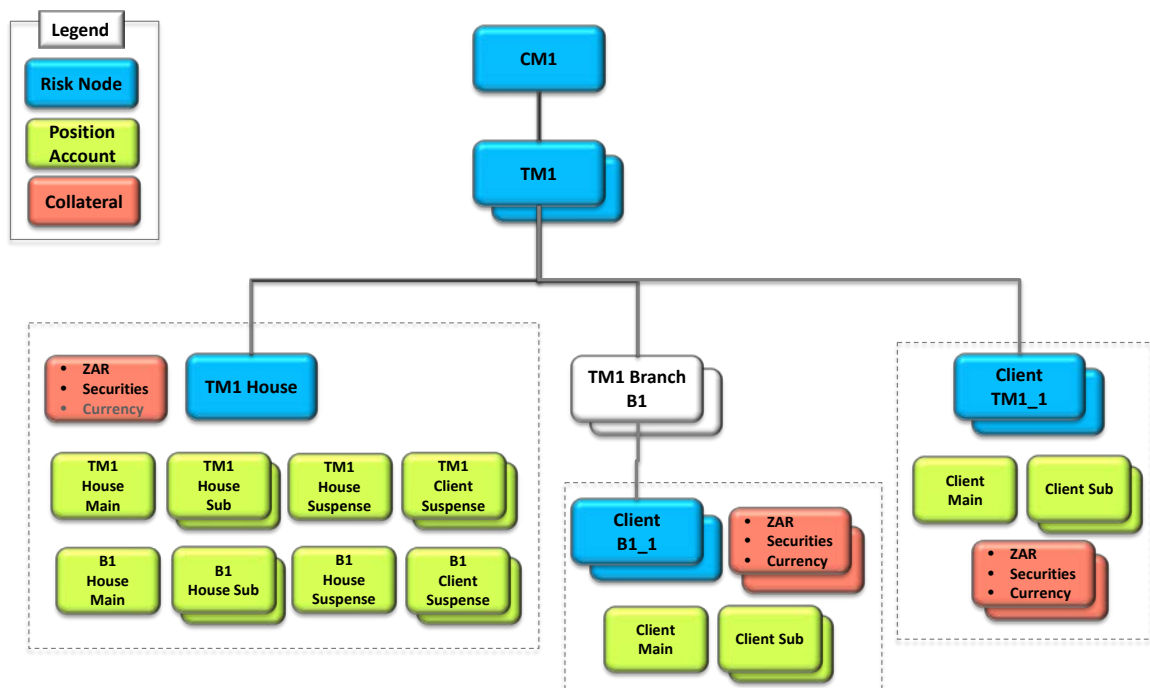 Legend
Risk Node
Position
Account
Collateral
CM1
TM1
• ZAR
• Securities
• Currency
TM1 House
TM1
House
Main
TM1
House
Sub
TM1
House
Suspense
TM1
Client
Suspense
B1
House
Main
B1
House Sub
B1
House
Suspense
B1
Client
Suspense
TM1 Branch
B1
Client
B1_1
• ZAR
• Securities
• Currency
Client
Main
Client Sub
Client
TM1_1
Client
Main
Client Sub
• ZAR
• Securities
• Currency